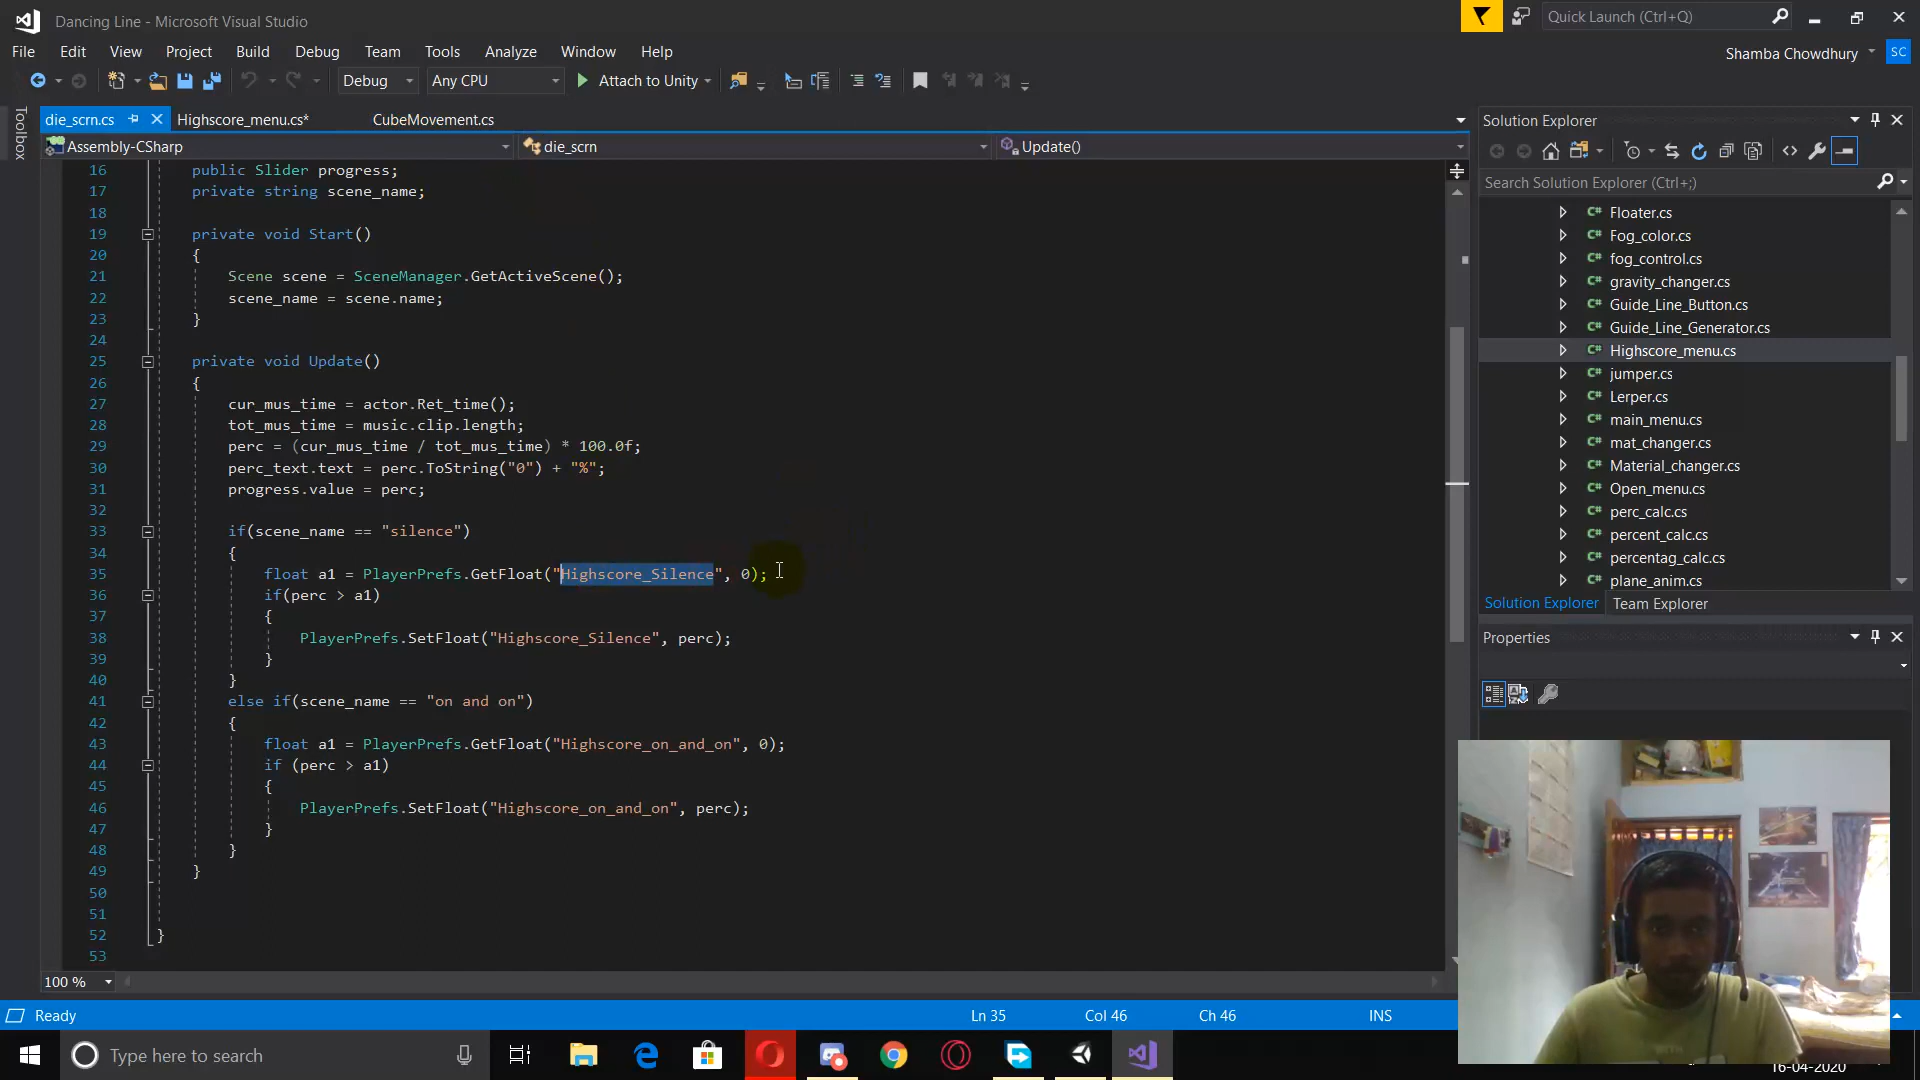 Dancing Line - Microsoft Visual Studio
Quick Launch (Ctrl+Q)
File Edit View Project Build Debug Team Tools Analyze Window Help
Shamba Chowdhury SC
Debug Any CPU Attach to Unity
Toolbox
die_scrn.cs Highscore_menu.cs* CubeMovement.cs
Assembly-CSharp die_scrn Update()
16 public Slider progress;
17 private string scene_name;
18
19 private void Start()
20 {
21 Scene scene = SceneManager.GetActiveScene();
22 scene_name = scene.name;
23 }
24
25 private void Update()
26 {
27 cur_mus_time = actor.Ret_time();
28 tot_mus_time = music.clip.length;
29 perc = (cur_mus_time / tot_mus_time) * 100.0f;
30 perc_text.text = perc.ToString("0") + "%";
31 progress.value = perc;
32
33 if(scene_name == "silence")
34 {
35 float a1 = PlayerPrefs.GetFloat("Highscore_Silence", 0);
36 if(perc > a1)
37 {
38 PlayerPrefs.SetFloat("Highscore_Silence", perc);
39 }
40 }
41 else if(scene_name == "on and on")
42 {
43 float a1 = PlayerPrefs.GetFloat("Highscore_on_and_on", 0);
44 if (perc > a1)
45 {
46 PlayerPrefs.SetFloat("Highscore_on_and_on", perc);
47 }
48 }
49 }
50
51
52 }
53
100 %
Solution Explorer
Search Solution Explorer (Ctrl+;)
C# Floater.cs
C# Fog_color.cs
C# fog_control.cs
C# gravity_changer.cs
C# Guide_Line_Button.cs
C# Guide_Line_Generator.cs
C# Highscore_menu.cs
C# jumper.cs
C# Lerper.cs
C# main_menu.cs
C# mat_changer.cs
C# Material_changer.cs
C# Open_menu.cs
C# perc_calc.cs
C# percent_calc.cs
C# percentag_calc.cs
C# plane_anim.cs
Solution Explorer Team Explorer
Properties
Ready Ln 35 Col 46 Ch 46 INS
Type here to search
16-04-2020